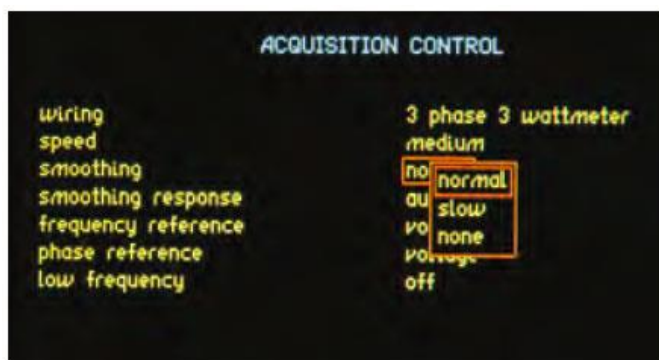 ACQUISITION CONTROL
wiring 3 phase 3 wattmeter
speed medium
smoothing
normal
smoothing response
slow
frequency reference
none
phase reference voltage
low frequency off